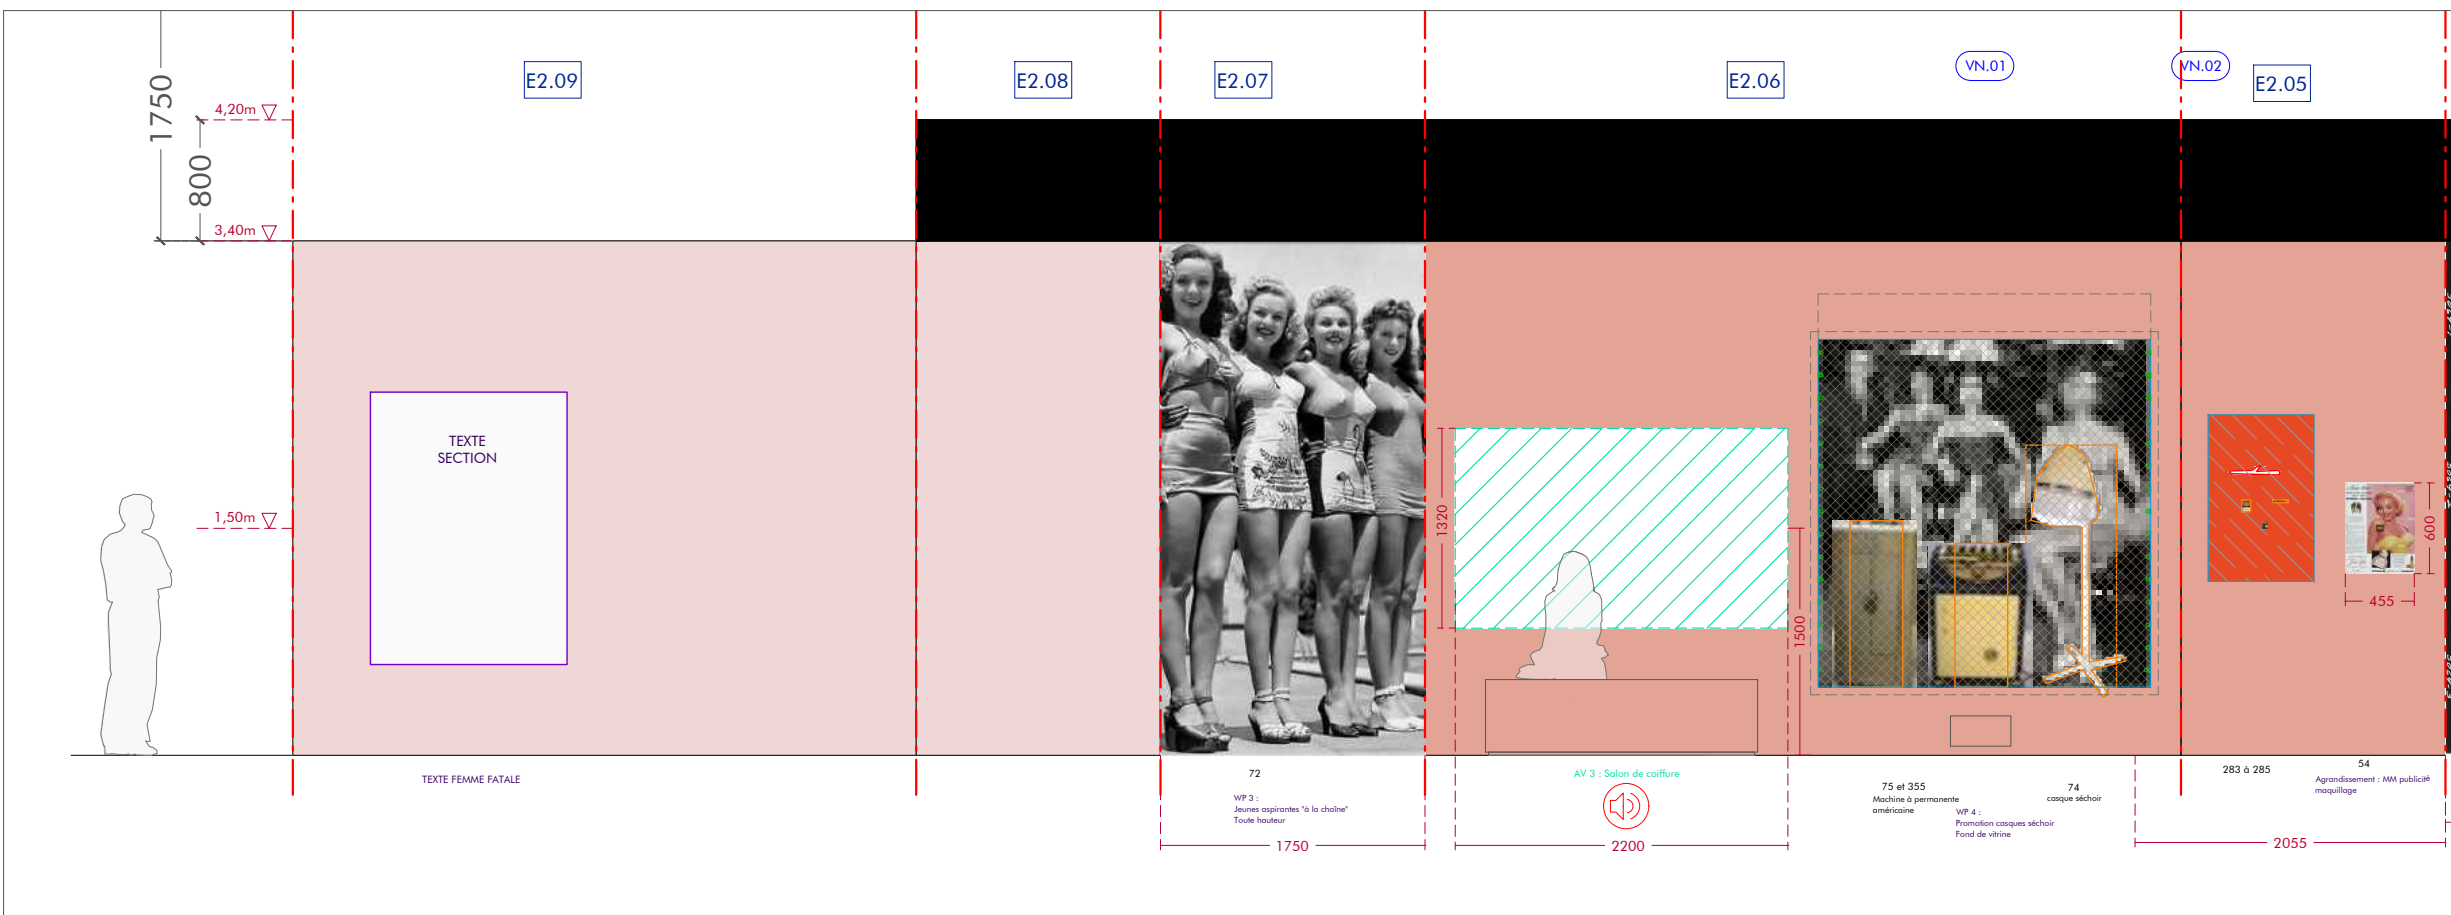 E2.09
E2.08
E2.07
E2.06
VN.01
VN.02
E2.05
1750
4,20m
800
3,40m
1,50m
TEXTE
SECTION
1320
1500
600
455
TEXTE FEMME FATALE
72
WP 3 :
Jeunes aspirantes "à la chaîne"
Toute hauteur
1750
AV 3 : Salon de coiffure
2200
75 et 355
Machine à permanente
américaine
WP 4 :
Promotion casques séchoir
Fond de vitrine
74
casque séchoir
283 à 285
54
Agrandissement : MM publicité
maquillage
2055